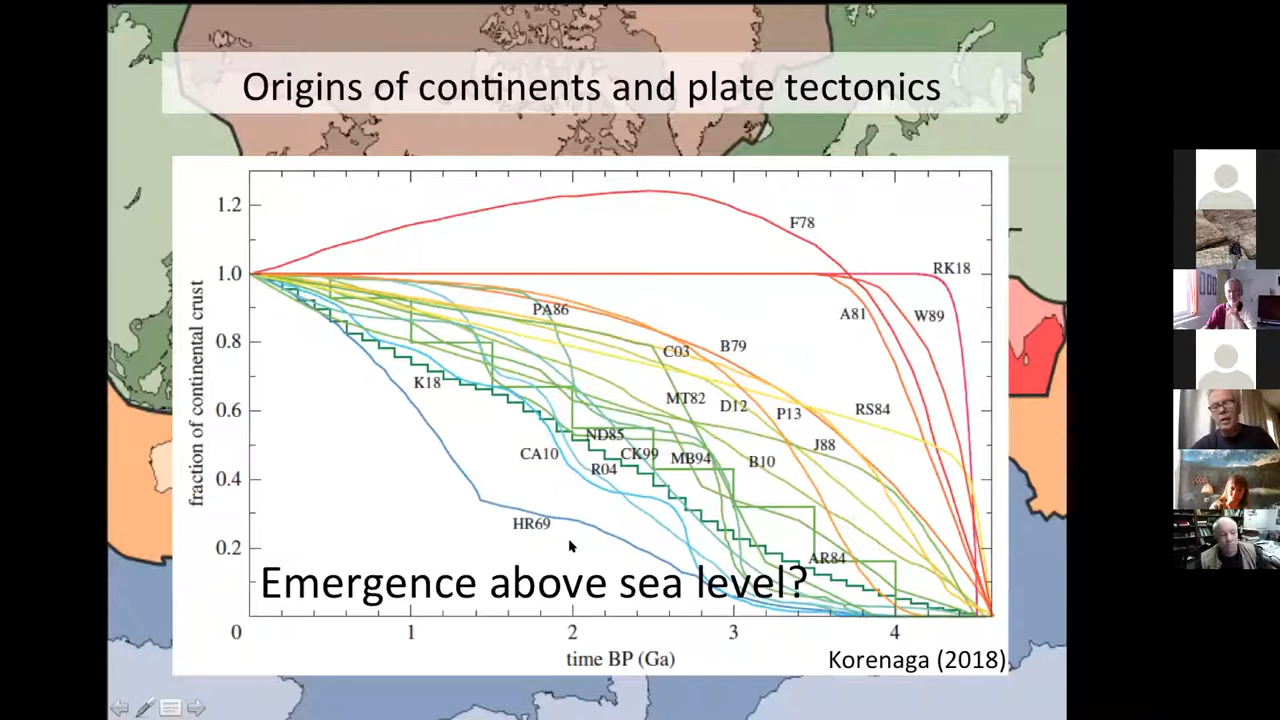 Origins of continents and plate tectonics
1.2
1.0
0.8
0.6
0.4
0.2
fraction of continental crust
F78
RK18
PA86
A81
W89
C03
B79
K18
MT82
D12
P13
RS84
ND85
J88
CA10
CK99
MB94
B10
R04
HR69
AR84
Emergence above sea level?
0 1 2 3 4
time BP (Ga)
Korenaga (2018)